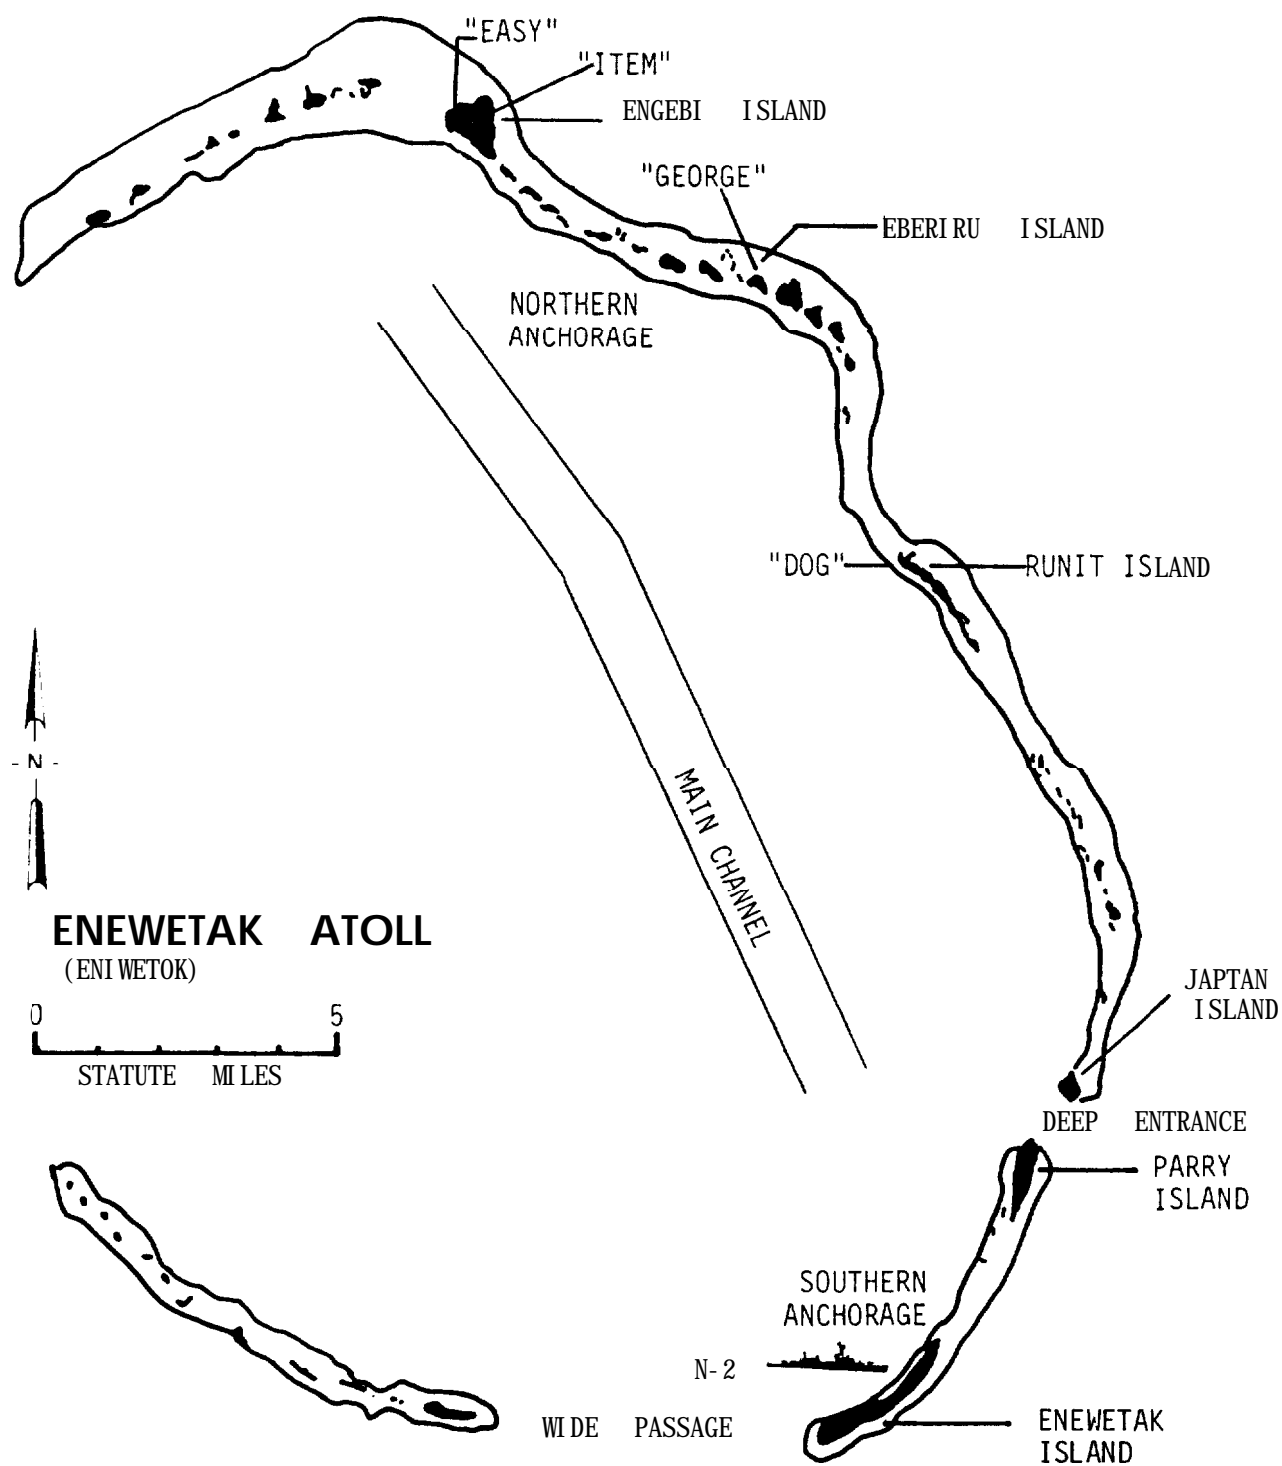 "EASY"
"ITEM"
ENGEBI ISLAND
"GEORGE"
EBERIRU ISLAND
NORTHERN
ANCHORAGE
"DOG"
RUNIT ISLAND
- N -
MAIN CHANNEL
ENEWETAK ATOLL
(ENIWETOK)
0 5
STATUTE MILES
JAPTAN
ISLAND
DEEP ENTRANCE
PARRY
ISLAND
SOUTHERN
ANCHORAGE
N-2
WIDE PASSAGE
ENEWETAK
ISLAND